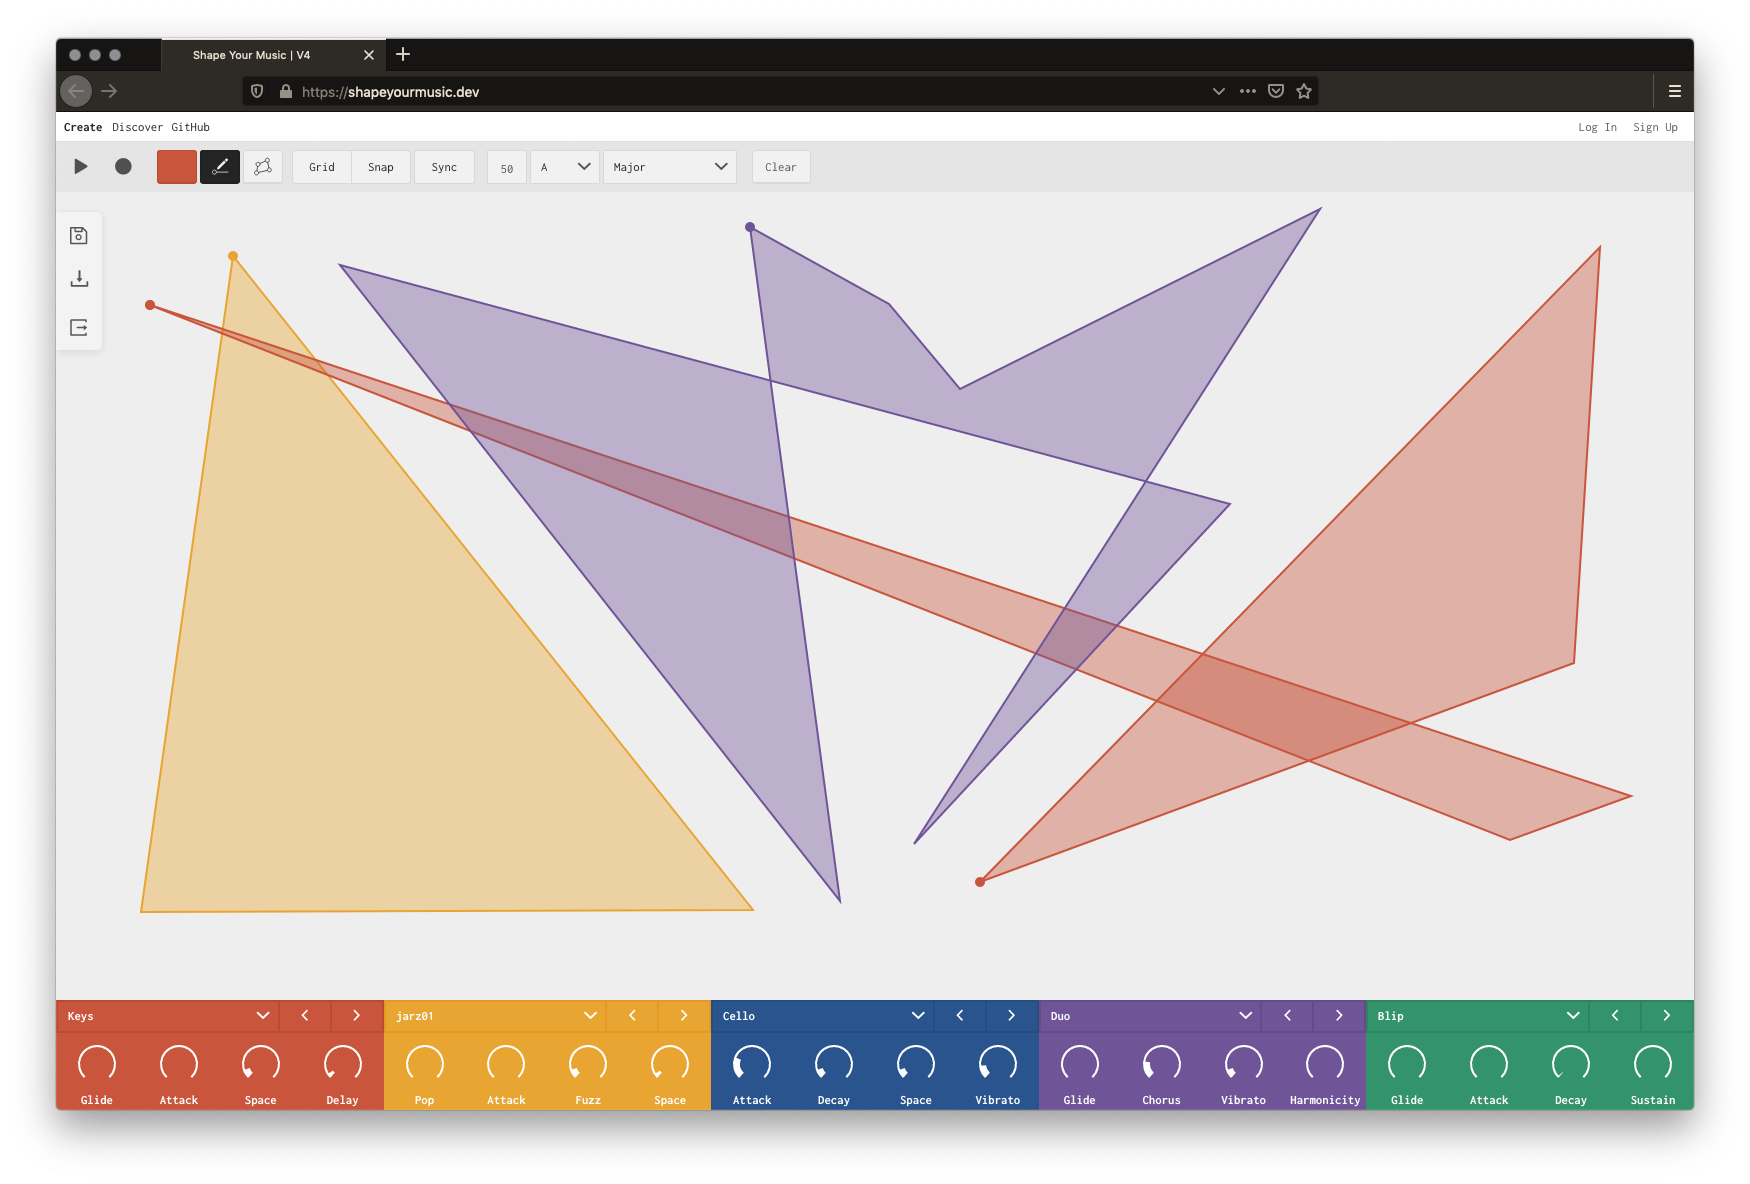 Shape Your Music | V4
https://shapeyourmusic.dev
Create Discover GitHub Log In Sign Up
Grid Snap Sync 50 A Major Clear
Keys jarz01 Cello Duo Blip
Glide Attack Space Delay Pop Attack Fuzz Space Attack Decay Space Vibrato Glide Chorus Vibrato Harmonicity Glide Attack Decay Sustain